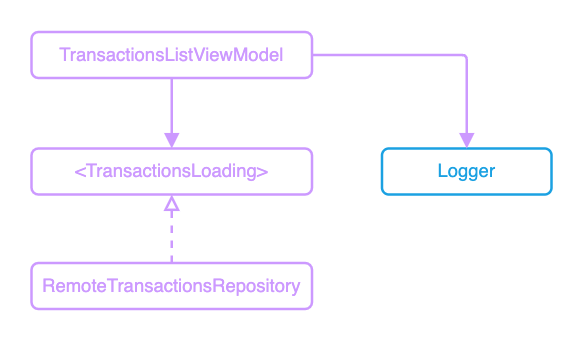 TransactionsListViewModel
<TransactionsLoading>
Logger
RemoteTransactionsRepository